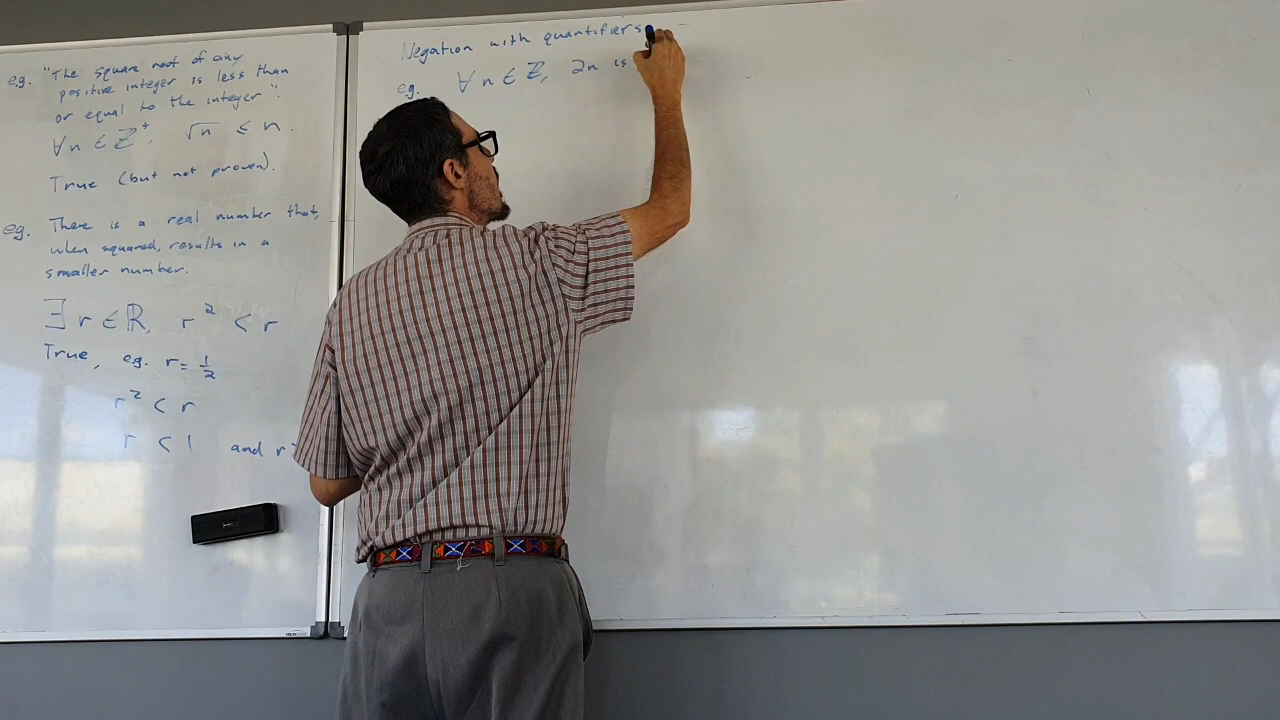 e.g. "The square root of any
positive integer is less than
or equal to the integer".
∀n ∈ ℤ⁺, √n ≤ n.
True (but not proven).
eg. There is a real number that,
when squared, results in a
smaller number.
∃ r ∈ ℝ, r² < r
True, eg. r = 1/2
r² < r
r < 1 and r
Negation with quantifiers
eg. ∀ n ∈ ℤ, 2n is